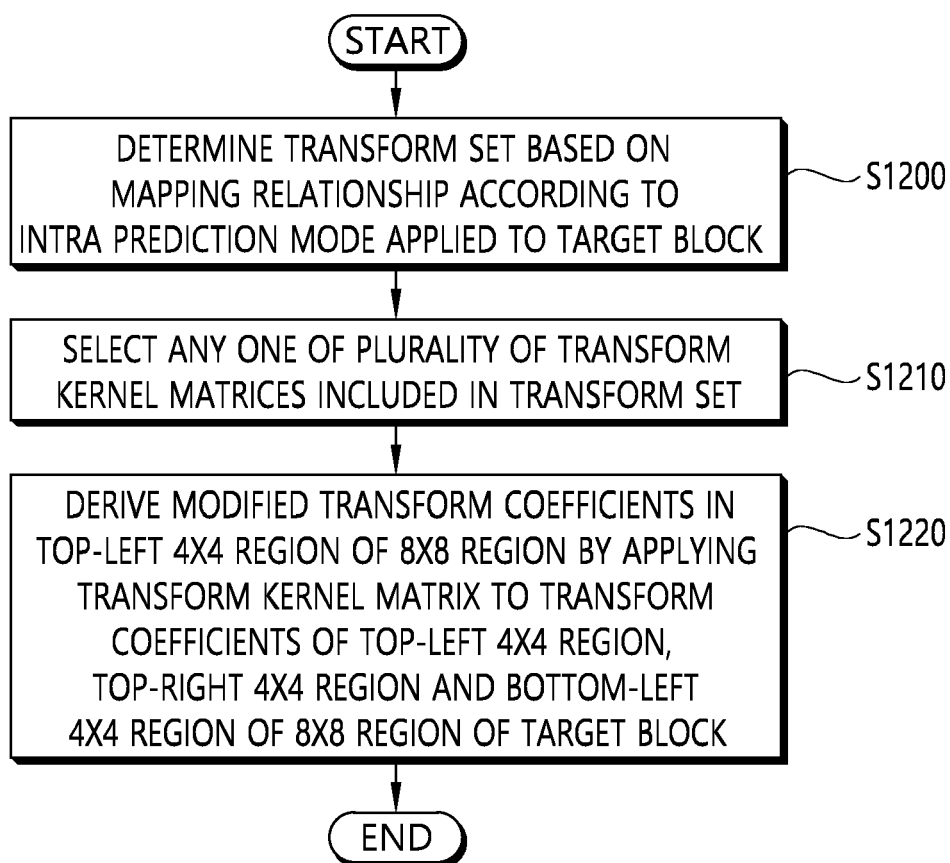 START
DETERMINE TRANSFORM SET BASED ON
MAPPING RELATIONSHIP ACCORDING TO
INTRA PREDICTION MODE APPLIED TO TARGET BLOCK
S1200
SELECT ANY ONE OF PLURALITY OF TRANSFORM
KERNEL MATRICES INCLUDED IN TRANSFORM SET
S1210
DERIVE MODIFIED TRANSFORM COEFFICIENTS IN
TOP-LEFT 4X4 REGION OF 8X8 REGION BY APPLYING
TRANSFORM KERNEL MATRIX TO TRANSFORM
COEFFICIENTS OF TOP-LEFT 4X4 REGION,
TOP-RIGHT 4X4 REGION AND BOTTOM-LEFT
4X4 REGION OF 8X8 REGION OF TARGET BLOCK
S1220
END